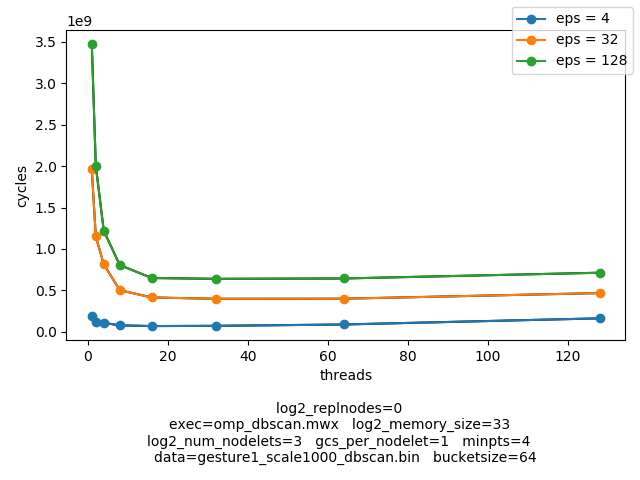 1e9
eps = 4
eps = 32
eps = 128
3.5
3.0
2.5
2.0
1.5
1.0
0.5
0.0
cycles
0 20 40 60 80 100 120
threads
log2_replnodes=0
exec=omp_dbscan.mwx log2_memory_size=33
log2_num_nodelets=3 gcs_per_nodelet=1 minpts=4
data=gesture1_scale1000_dbscan.bin bucketsize=64